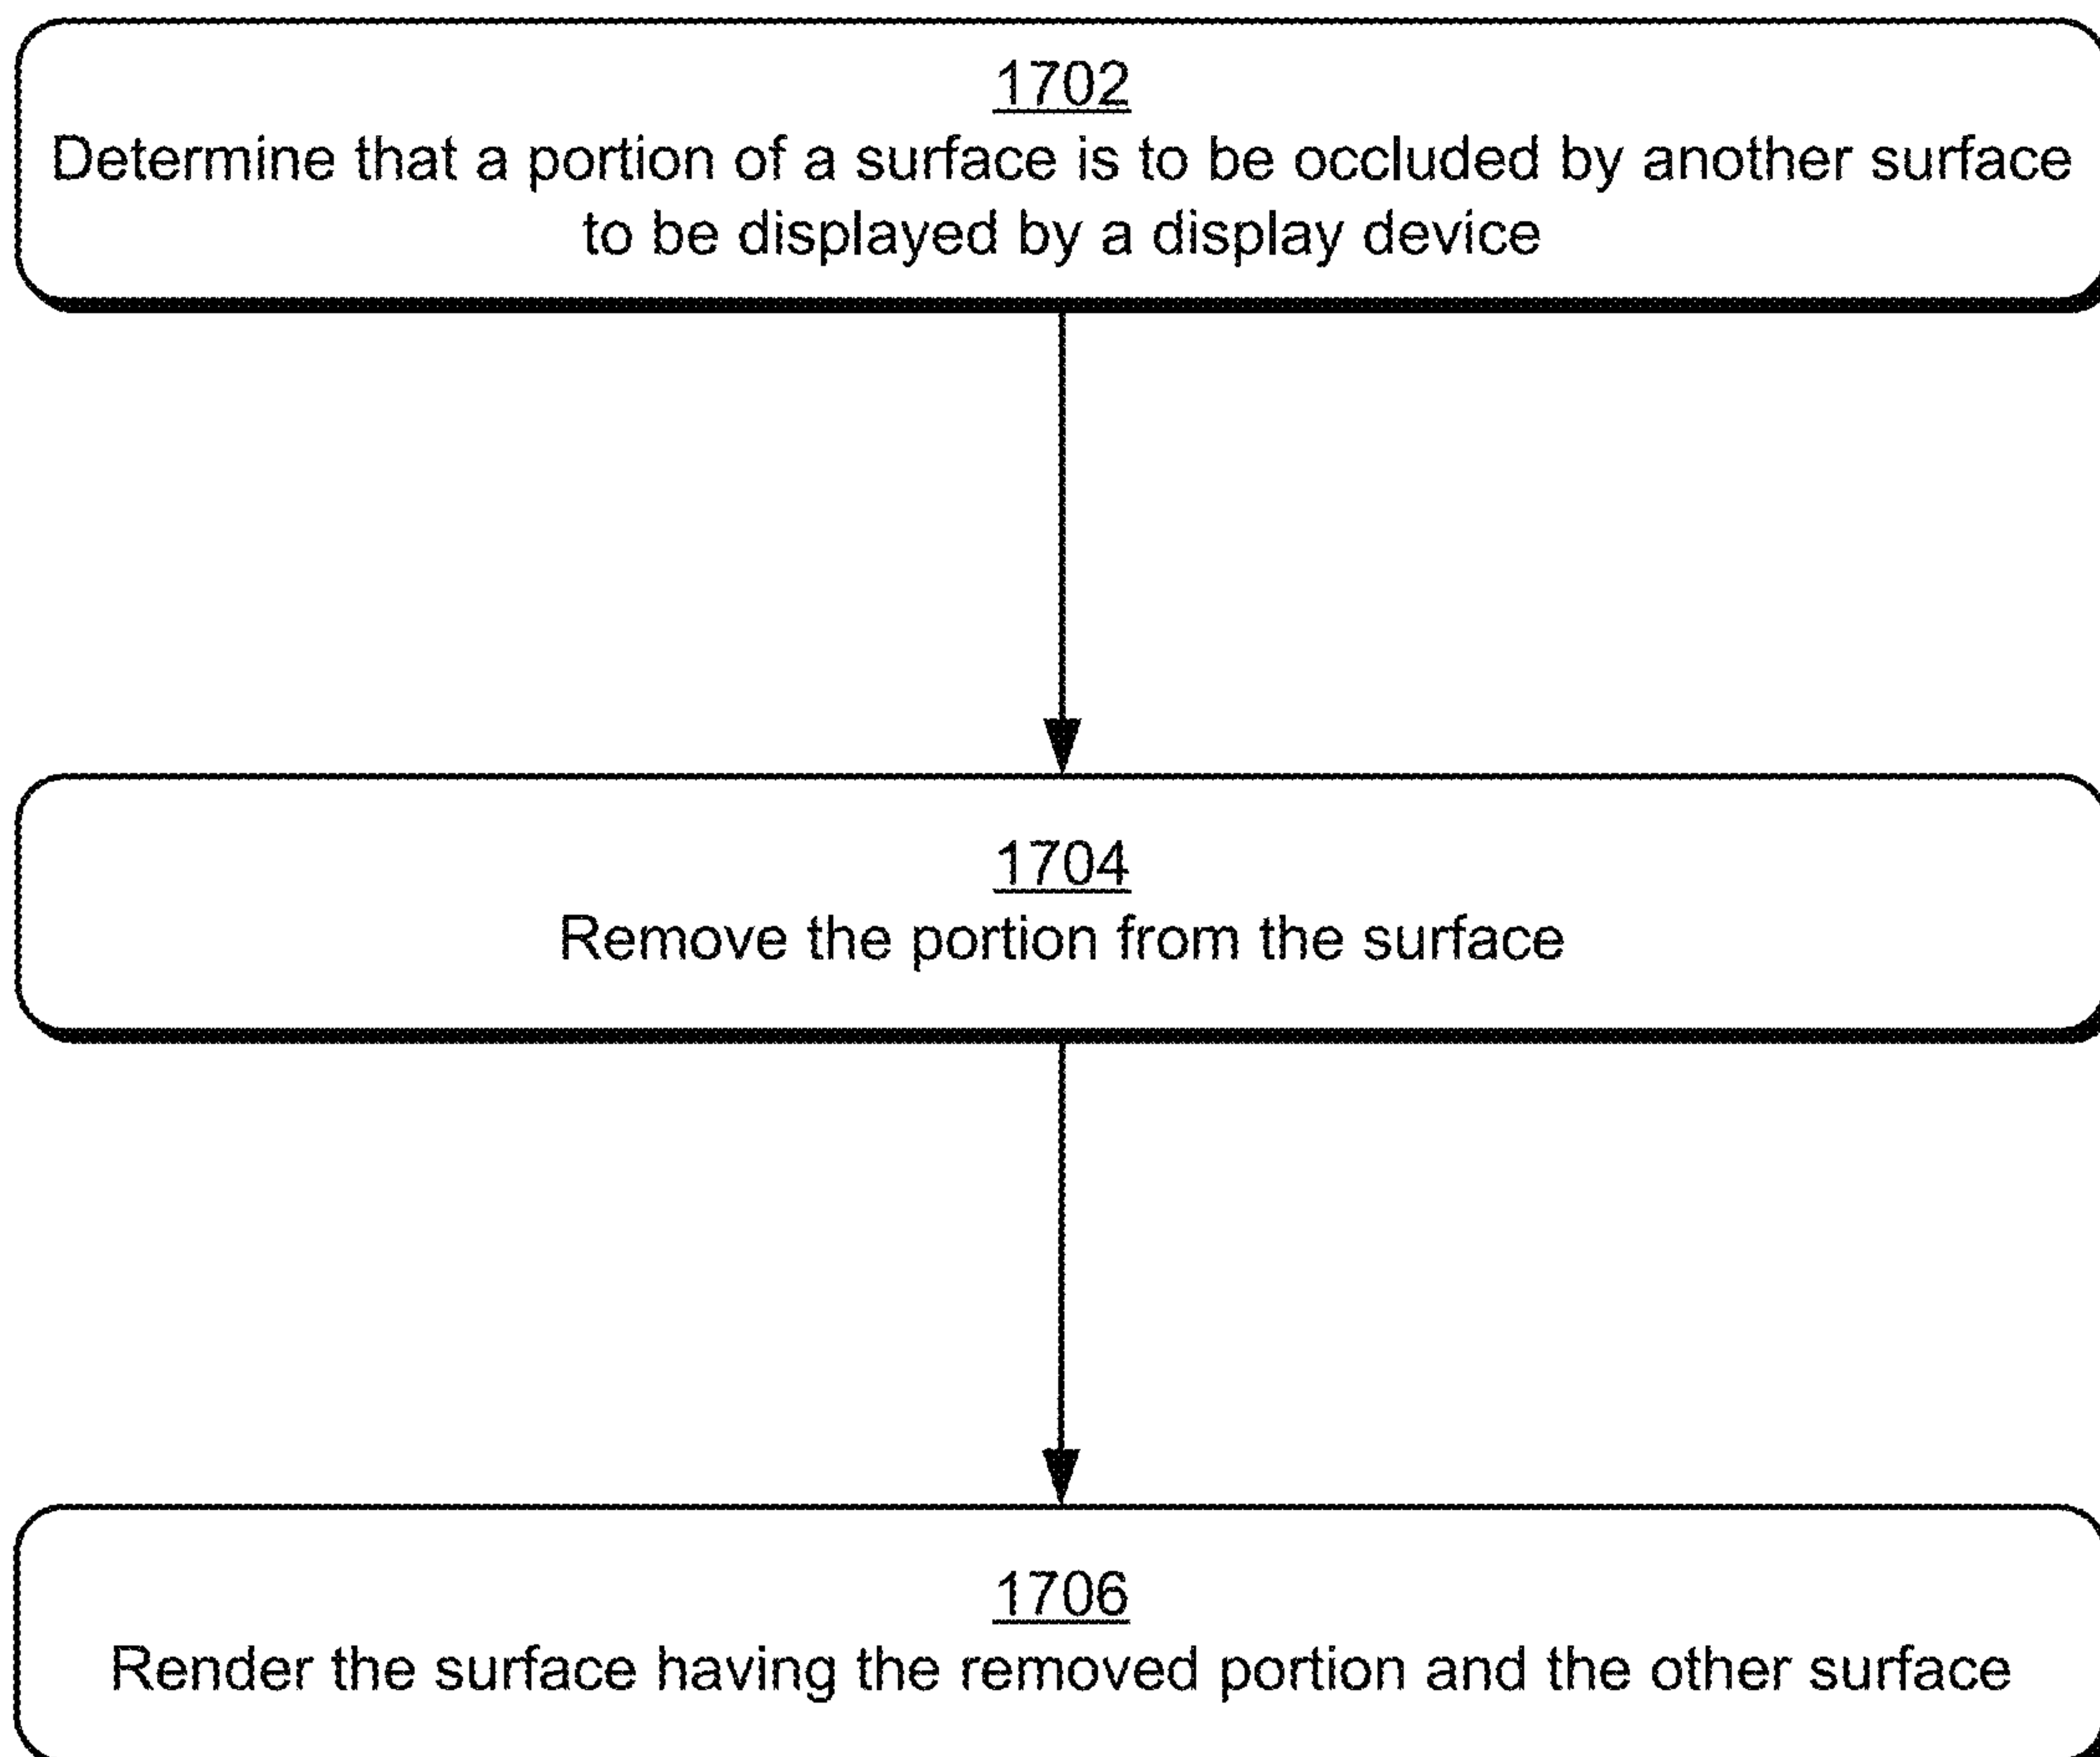 1702
Determine that a portion of a surface is to be occluded by another surface
to be displayed by a display device
1704
Remove the portion from the surface
1706
Render the surface having the removed portion and the other surface